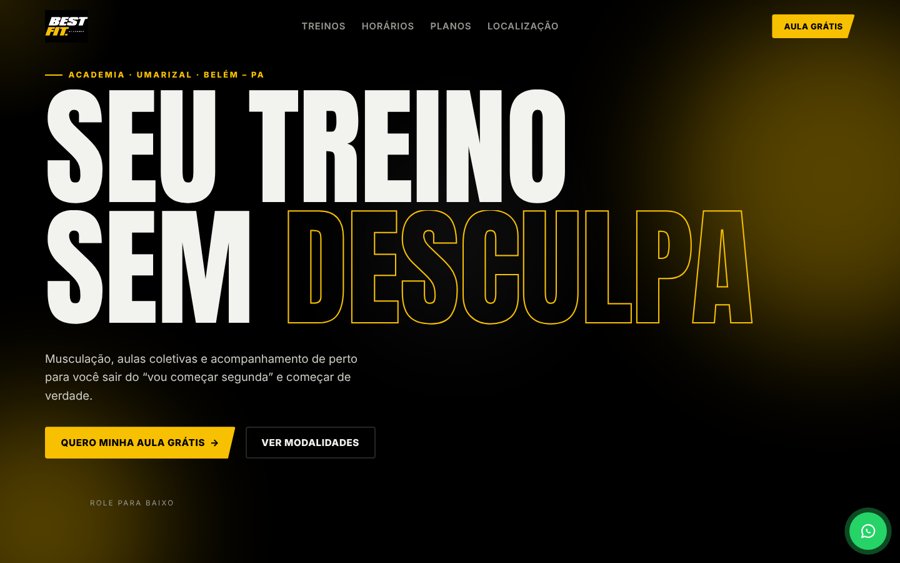 BEST
FIT.
TREINOS
HORÁRIOS
PLANOS
LOCALIZAÇÃO
AULA GRÁTIS
ACADEMIA · UMARIZAL · BELÉM – PA
SEU TREINO
SEM DESCULPA
Musculação, aulas coletivas e acompanhamento de perto
para você sair do “vou começar segunda” e começar de
verdade.
QUERO MINHA AULA GRÁTIS →
VER MODALIDADES
ROLE PARA BAIXO